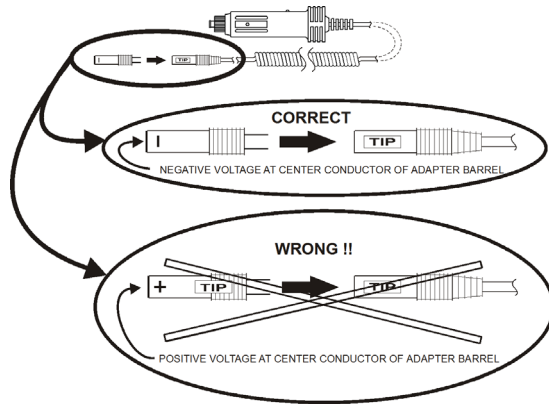 − TIP
CORRECT
− TIP
NEGATIVE VOLTAGE AT CENTER CONDUCTOR OF ADAPTER BARREL
WRONG !!
+ TIP TIP
POSITIVE VOLTAGE AT CENTER CONDUCTOR OF ADAPTER BARREL